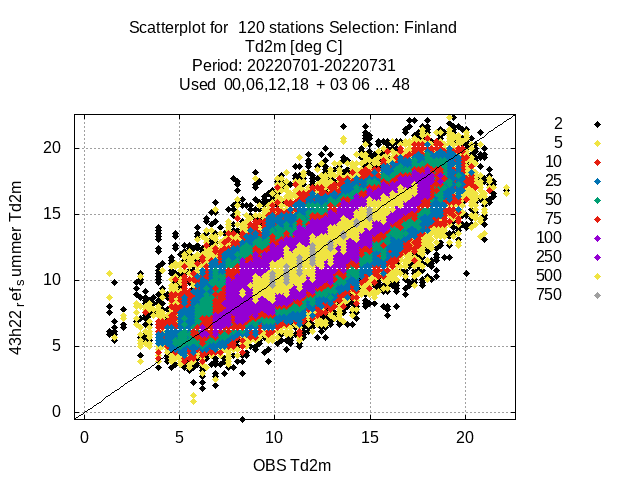 Scatterplot for 120 stations Selection: Finland
Td2m [deg C]
Period: 20220701-20220731
Used 00,06,12,18 + 03 06 ... 48
43h22_ref_summer Td2m
20
15
10
5
0
0 5 10 15 20
OBS Td2m
2
5
10
25
50
75
100
250
500
750